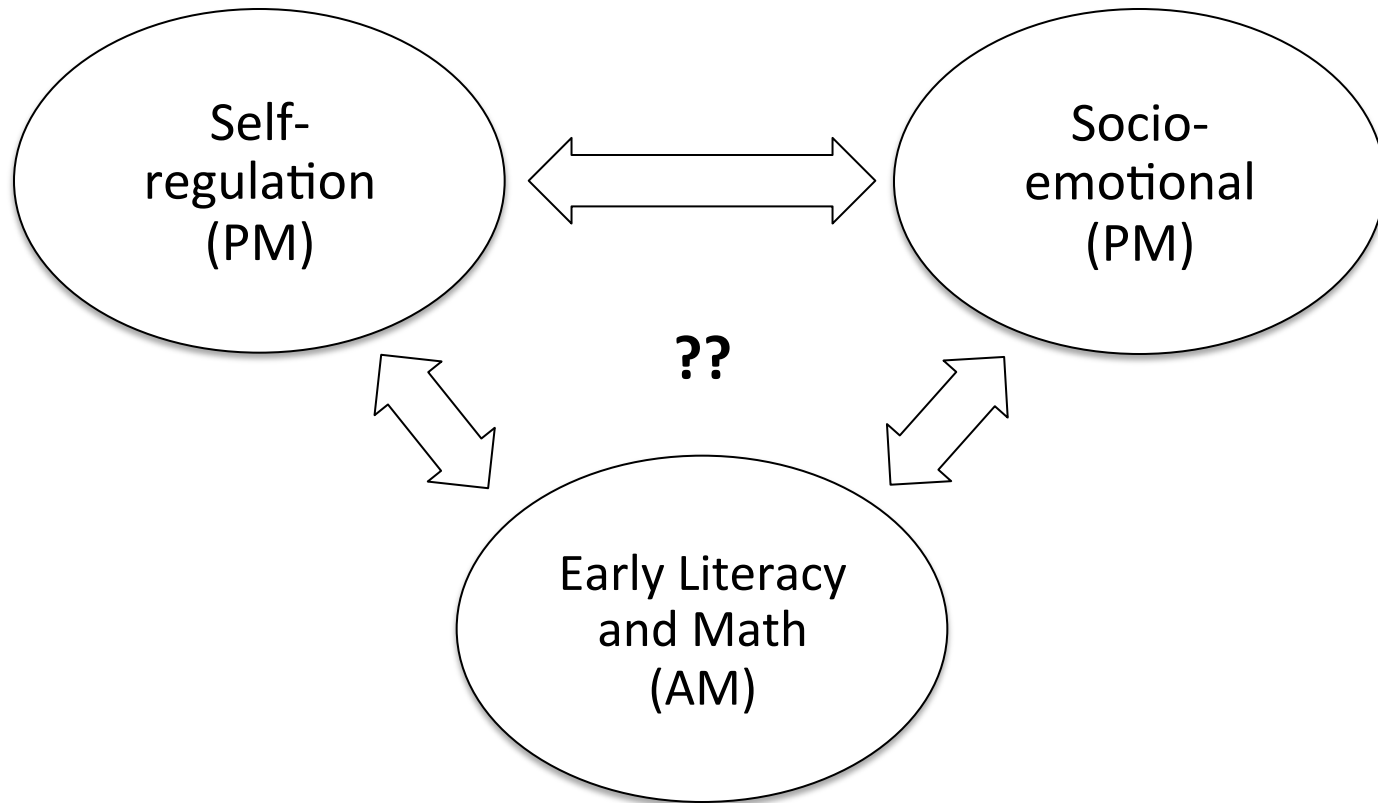 Self-
regulation
(PM)
Socio-
emotional
(PM)
??
Early Literacy
and Math
(AM)